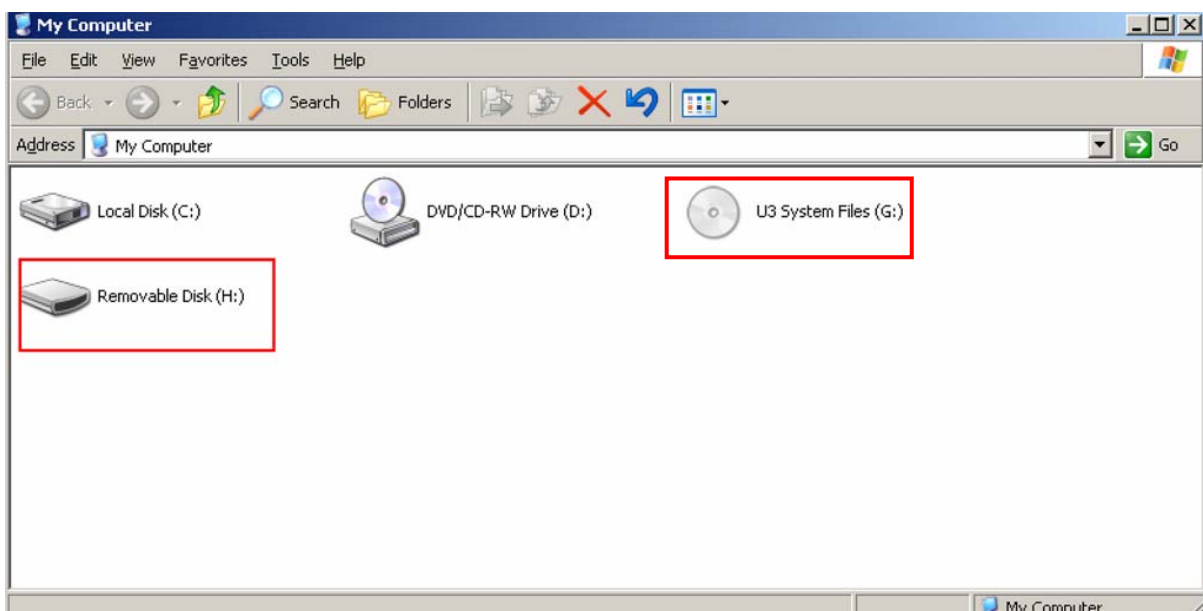 My Computer
File Edit View Favorites Tools Help
Back Search Folders
Address My Computer Go
Local Disk (C:) DVD/CD-RW Drive (D:) U3 System Files (G:)
Removable Disk (H:)
My Computer